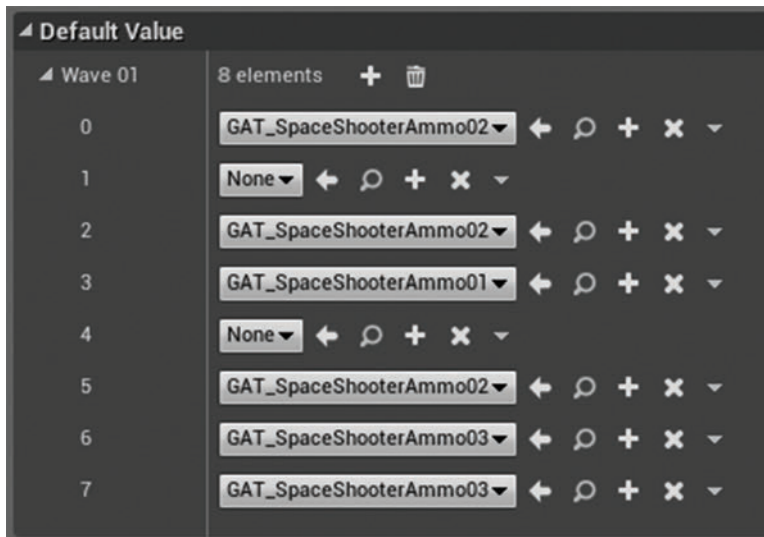 Default Value
Wave 01 8 elements
0 GAT_SpaceShooterAmmo02
1 None
2 GAT_SpaceShooterAmmo02
3 GAT_SpaceShooterAmmo01
4 None
5 GAT_SpaceShooterAmmo02
6 GAT_SpaceShooterAmmo03
7 GAT_SpaceShooterAmmo03